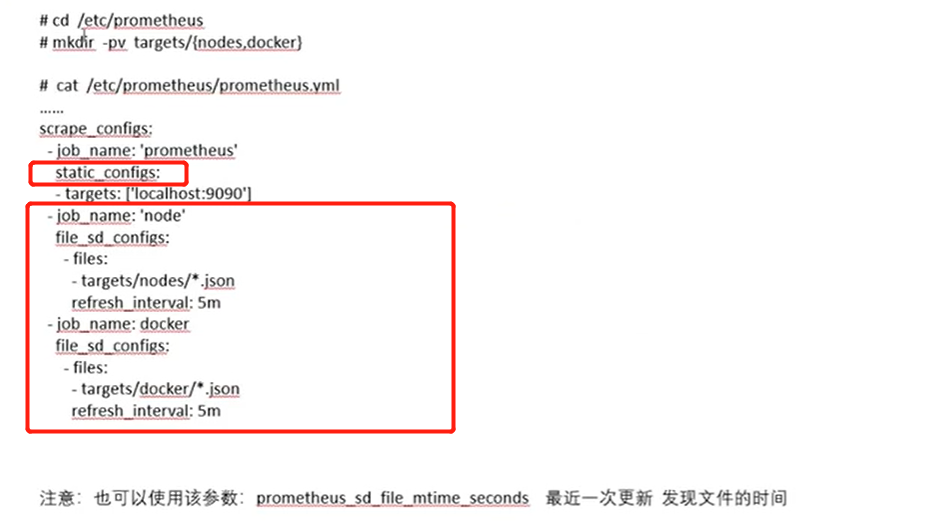 # cd /etc/prometheus
# mkdir -pv targets/{nodes,docker}
# cat /etc/prometheus/prometheus.yml
......
scrape_configs:
- job_name: 'prometheus'
static_configs:
- targets: ['localhost:9090']
- job_name: 'node'
file_sd_configs:
- files:
- targets/nodes/*.json
refresh_interval: 5m
- job_name: docker
file_sd_configs:
- files:
- targets/docker/*.json
refresh_interval: 5m
注意：也可以使用该参数：prometheus_sd_file_mtime_seconds 最近一次更新 发现文件的时间